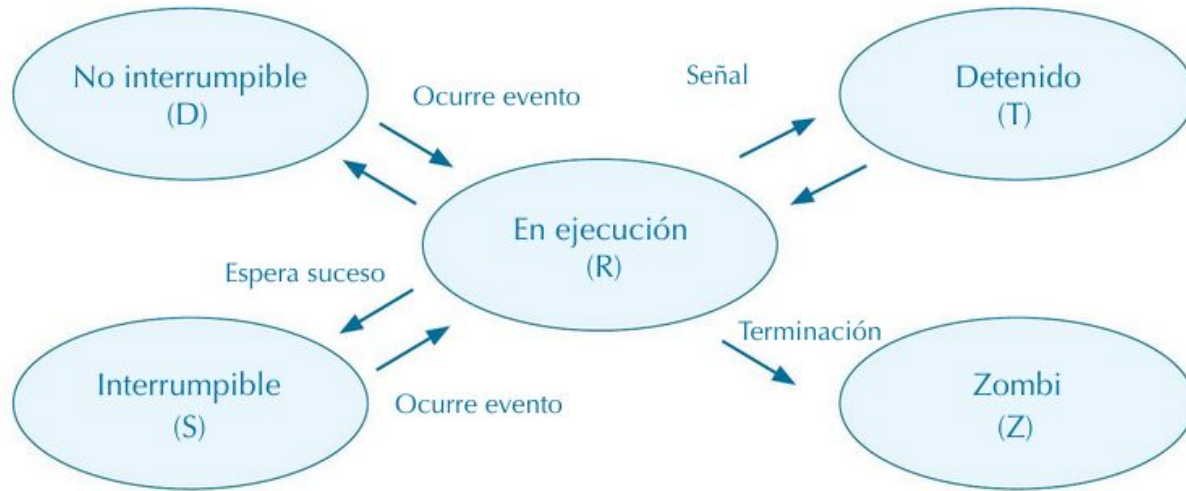 No interrumpible
(D)
Ocurre evento
Señal
Detenido
(T)
En ejecución
(R)
Espera suceso
Interrumpible
(S)
Ocurre evento
Terminación
Zombi
(Z)